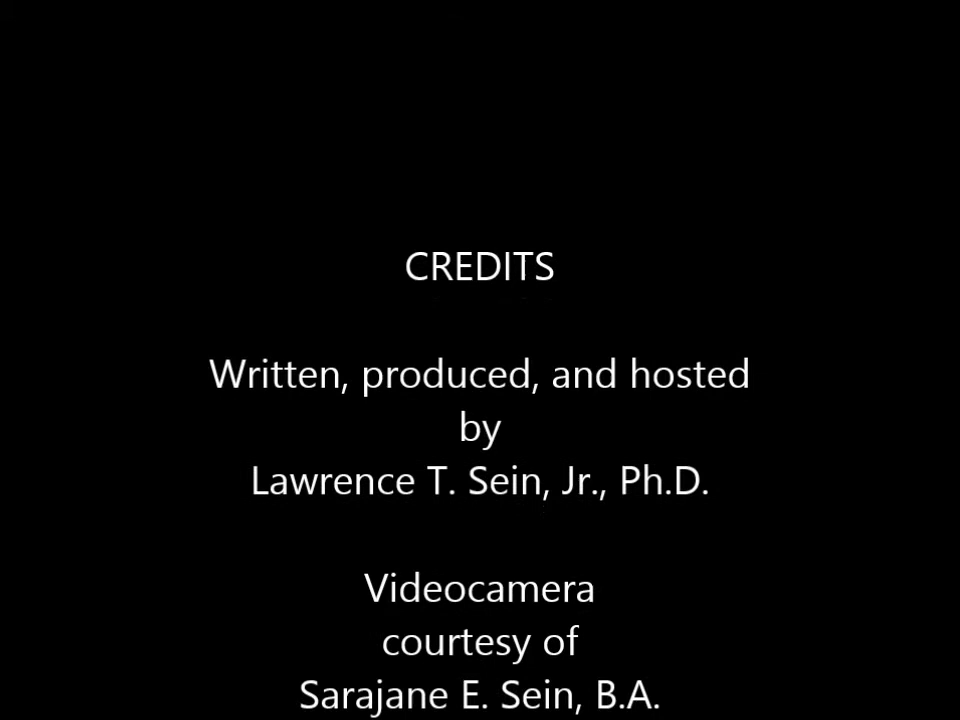 CREDITS
Written, produced, and hosted
by
Lawrence T. Sein, Jr., Ph.D.
Videocamera
courtesy of
Sarajane E. Sein, B.A.